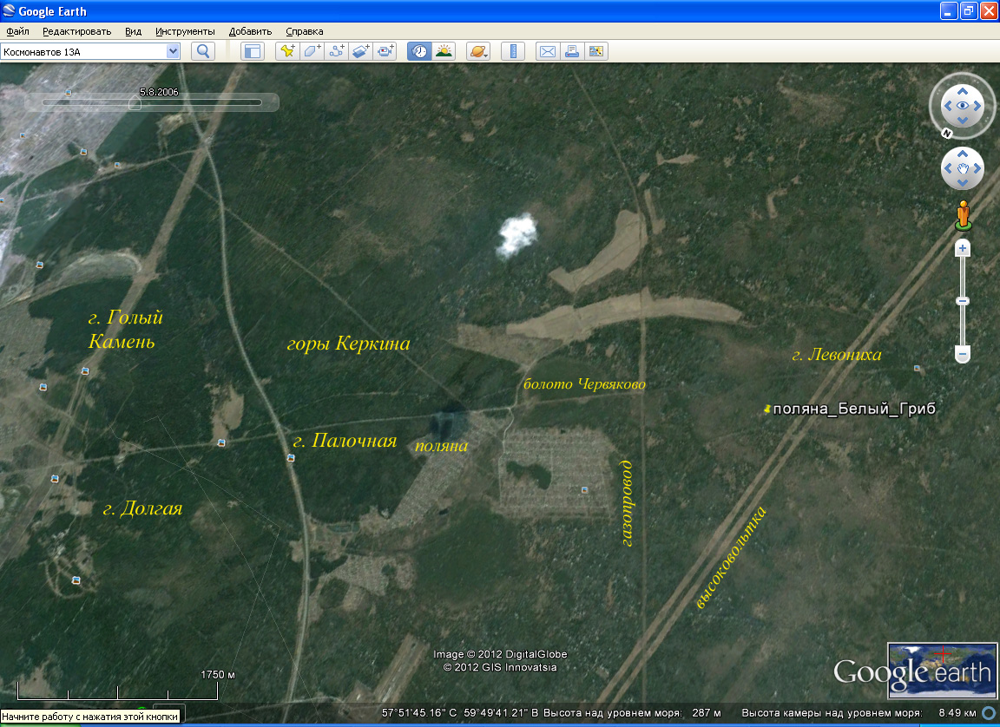 Google Earth
Файл Редактировать Вид Инструменты Добавить Справка
Космонавтов 13А
5.8.2006
N
г. Голый
Камень
горы Керкина
г. Левониха
болото Червяково
поляна_Белый_Гриб
г. Палочная
поляна
газопровод
г. Долгая
высоковольтка
Image © 2012 DigitalGlobe
© 2012 GIS Innovatsia
Google earth
1750 м
57°51'45.16" С 59°49'41.21" В Высота над уровнем моря: 287 м Высота камеры над уровнем моря: 8.49 км
Начните работу с нажатия этой кнопки